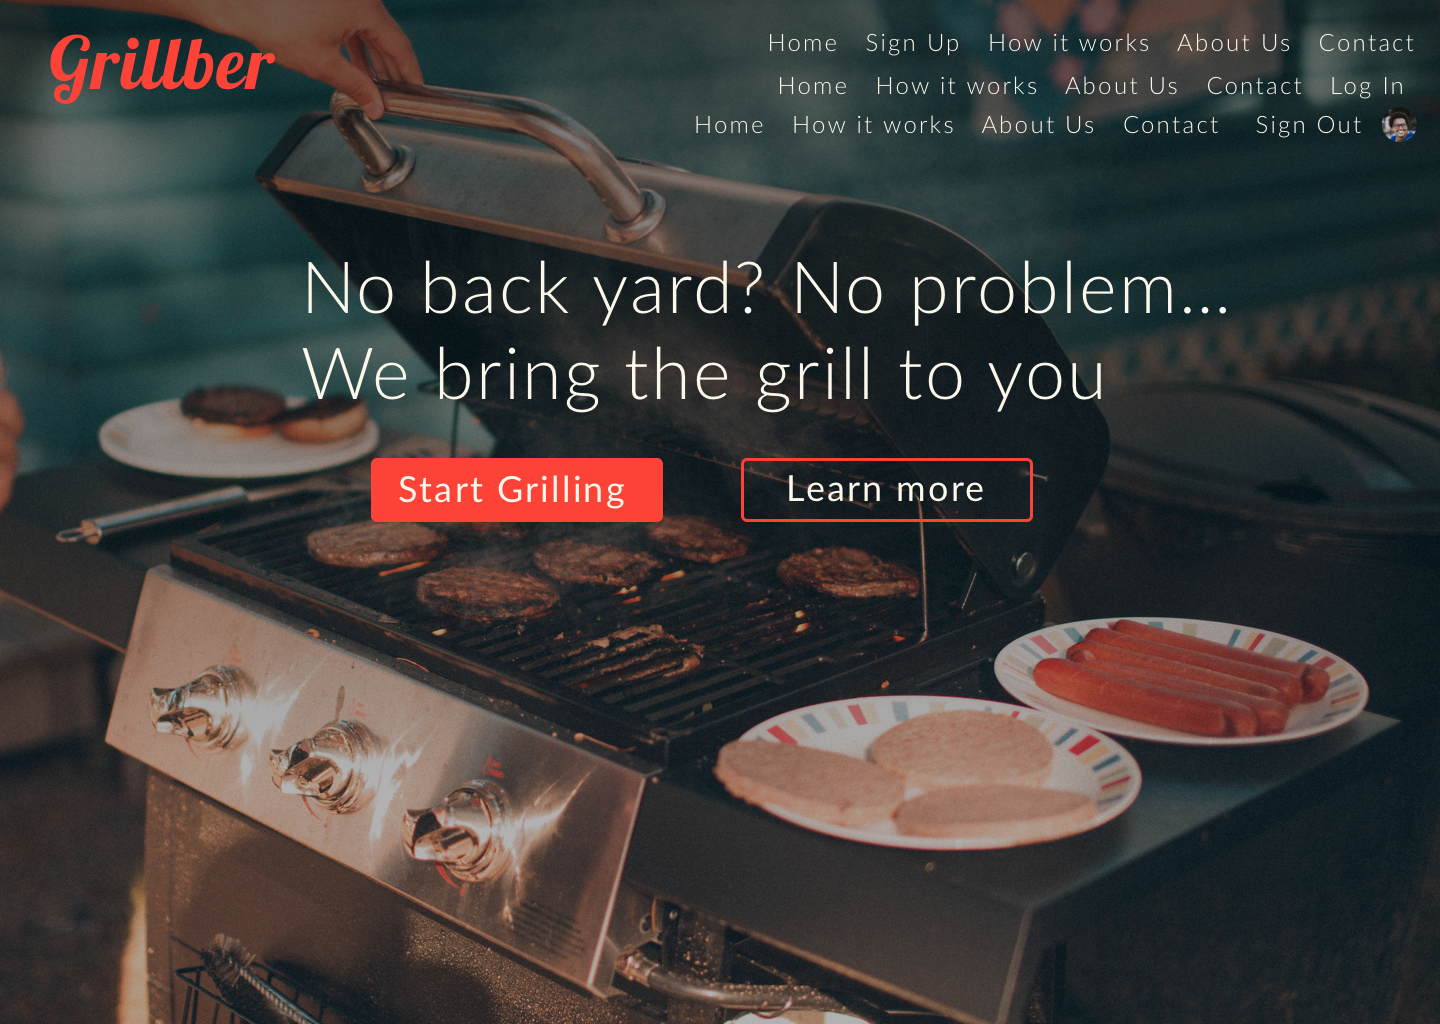 Grillber
Home Sign Up How it works About Us Contact
Home How it works About Us Contact Log In
Home How it works About Us Contact Sign Out
No back yard? No problem...
We bring the grill to you
Start Grilling
Learn more